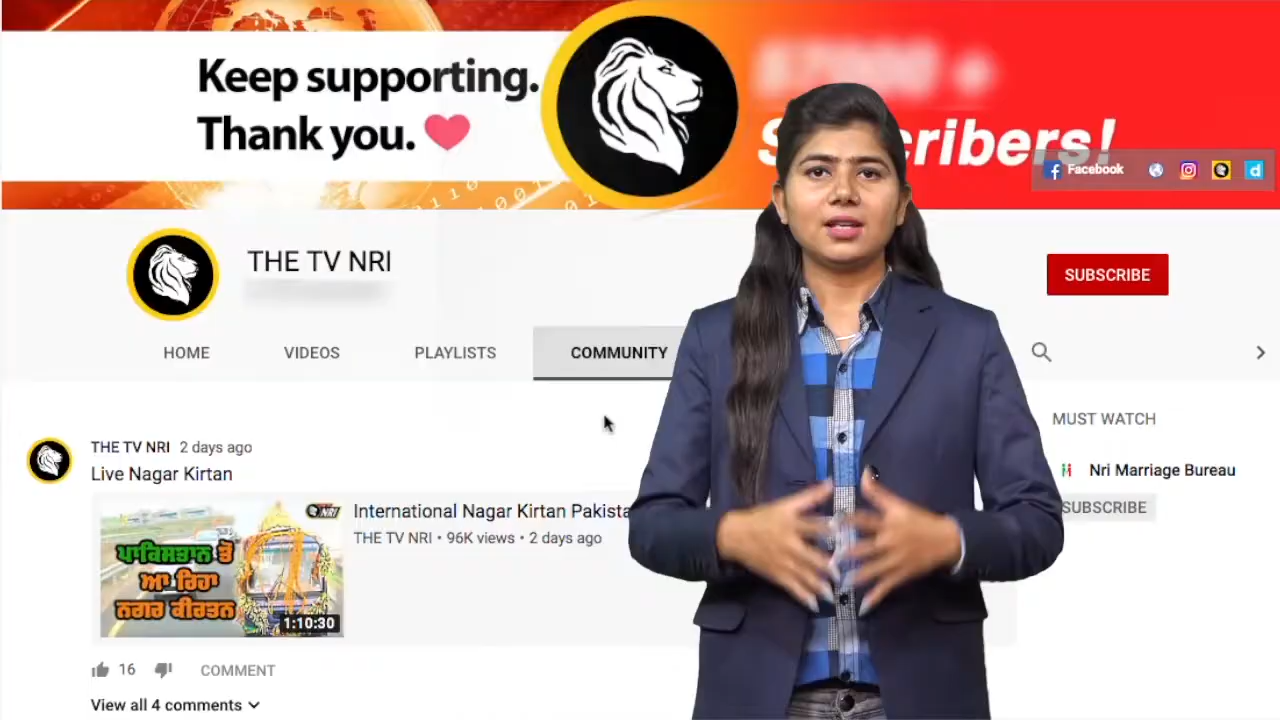 Keep supporting.
Thank you.
Facebook
THE TV NRI
SUBSCRIBE
HOME
VIDEOS
PLAYLISTS
COMMUNITY
MUST WATCH
THE TV NRI 2 days ago
Live Nagar Kirtan
Nri Marriage Bureau
SUBSCRIBE
International Nagar Kirtan
THE TV NRI • 96K views • 2 days ago
NRI
ਪਾਕਿਸਤਾਨ ਤੋਂ
ਆ ਰਿਹਾ
ਨਗਰ ਕੀਰਤਨ
1:10:30
16
COMMENT
View all 4 comments